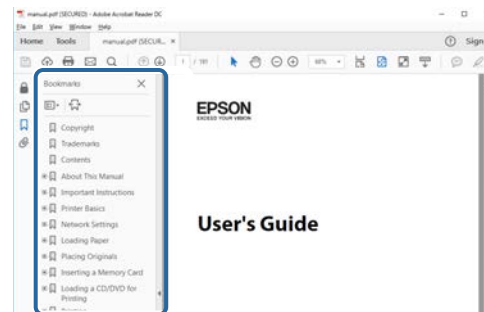 manual.pdf (SECURED) - Adobe Acrobat Reader DC
File Edit View Window Help
Home Tools manual.pdf (SECUR... ×
Sign
Bookmarks
Copyright
Trademarks
Contents
About This Manual
Important Instructions
Printer Basics
Network Settings
Loading Paper
Placing Originals
Inserting a Memory Card
Loading a CD/DVD for
Printing
EPSON
EXCEED YOUR VISION
User's Guide